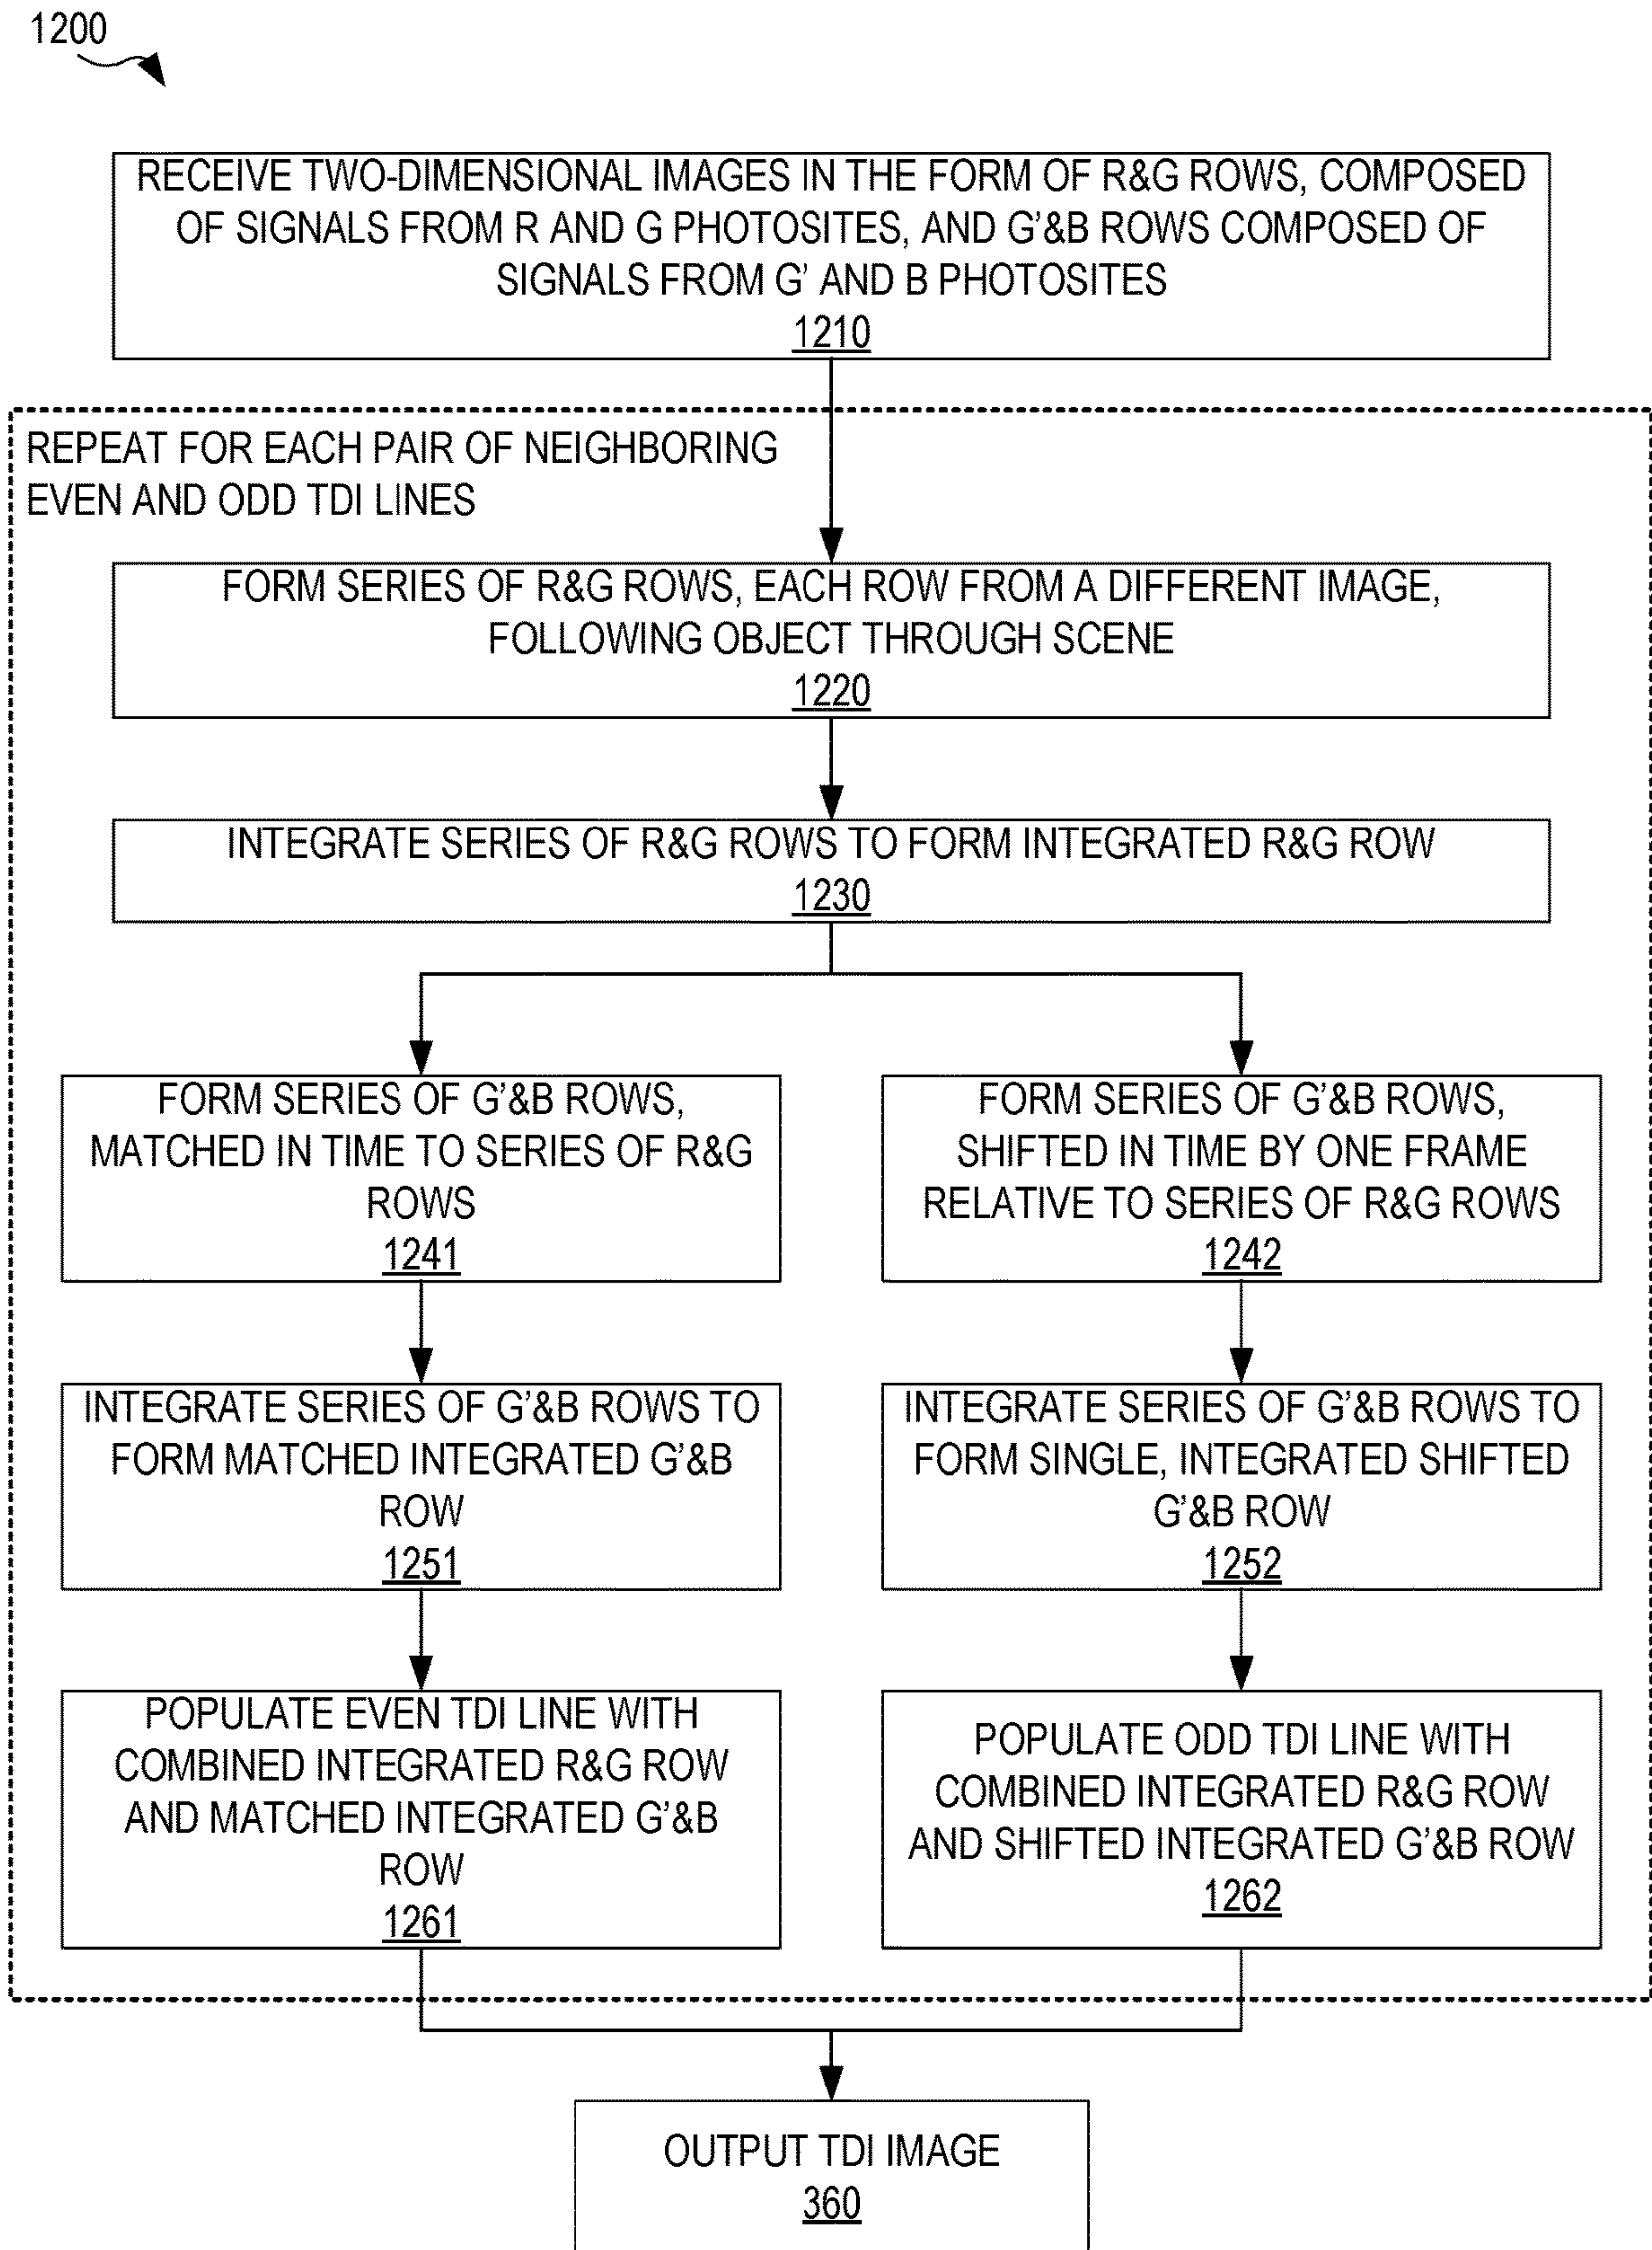 1200
RECEIVE TWO-DIMENSIONAL IMAGES IN THE FORM OF R&G ROWS, COMPOSED
OF SIGNALS FROM R AND G PHOTOSITES, AND G'&B ROWS COMPOSED OF
SIGNALS FROM G' AND B PHOTOSITES
1210
REPEAT FOR EACH PAIR OF NEIGHBORING
EVEN AND ODD TDI LINES
FORM SERIES OF R&G ROWS, EACH ROW FROM A DIFFERENT IMAGE,
FOLLOWING OBJECT THROUGH SCENE
1220
INTEGRATE SERIES OF R&G ROWS TO FORM INTEGRATED R&G ROW
1230
FORM SERIES OF G'&B ROWS,
MATCHED IN TIME TO SERIES OF R&G
ROWS
1241
FORM SERIES OF G'&B ROWS,
SHIFTED IN TIME BY ONE FRAME
RELATIVE TO SERIES OF R&G ROWS
1242
INTEGRATE SERIES OF G'&B ROWS TO
FORM MATCHED INTEGRATED G'&B
ROW
1251
INTEGRATE SERIES OF G'&B ROWS TO
FORM SINGLE, INTEGRATED SHIFTED
G'&B ROW
1252
POPULATE EVEN TDI LINE WITH
COMBINED INTEGRATED R&G ROW
AND MATCHED INTEGRATED G'&B
ROW
1261
POPULATE ODD TDI LINE WITH
COMBINED INTEGRATED R&G ROW
AND SHIFTED INTEGRATED G'&B ROW
1262
OUTPUT TDI IMAGE
360